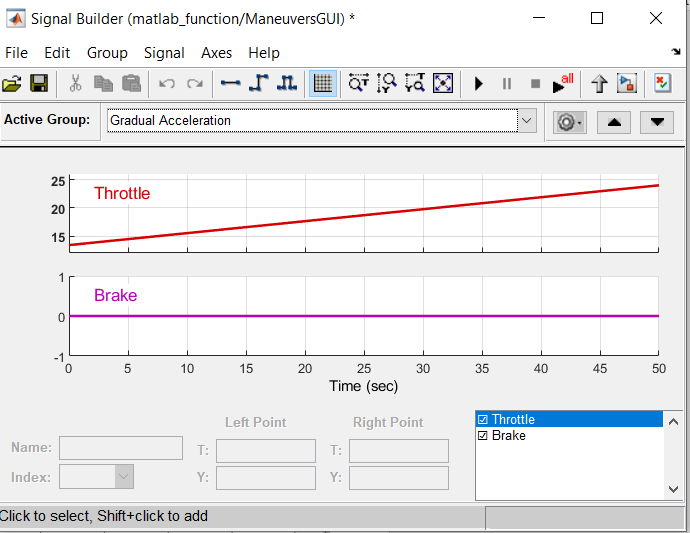 Signal Builder (matlab_function/ManeuversGUI) *
File Edit Group Signal Axes Help
all
Active Group: Gradual Acceleration
25
Throttle
20
15
1
Brake
0
-1
0 5 10 15 20 25 30 35 40 45 50
Time (sec)
Left Point Right Point
Throttle
Brake
Name: T: T:
Index: Y: Y:
Click to select, Shift+click to add